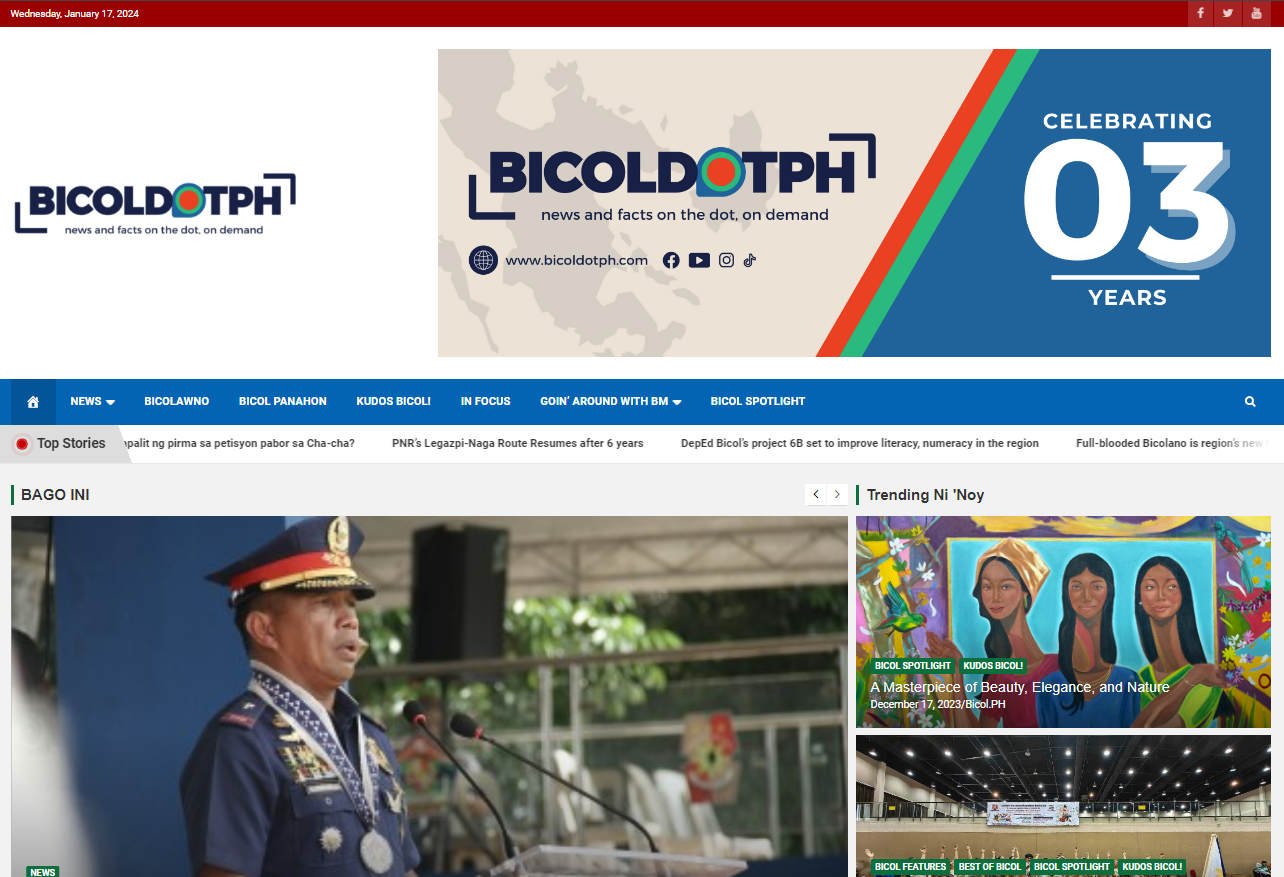 Wednesday, January 17, 2024
BICOLDOTPH
news and facts on the dot, on demand
BICOLDOTPH
news and facts on the dot, on demand
www.bicoldotph.com
CELEBRATING
03
YEARS
NEWS BICOLAWNO BICOL PANAHON KUDOS BICOL! IN FOCUS GOIN’ AROUND WITH BM BICOL SPOTLIGHT
Top Stories ng pirma sa petisyon pabor sa Cha-cha? PNR’s Legazpi-Naga Route Resumes after 6 years DepEd Bicol’s project 6B set to improve literacy, numeracy in the region Full-blooded Bicolano is region’s new
BAGO INI
NEWS
Trending Ni 'Noy
BICOL SPOTLIGHT KUDOS BICOL!
A Masterpiece of Beauty, Elegance, and Nature
December 17, 2023/Bicol.PH
BICOL FEATURES BEST OF BICOL BICOL SPOTLIGHT KUDOS BICOL!